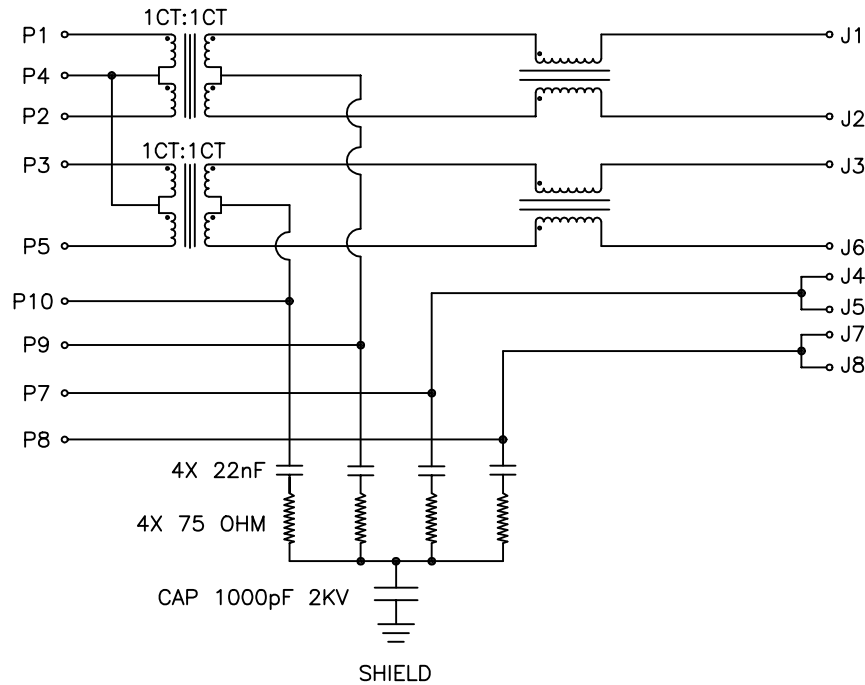 1CT:1CT
P1
J1
P4
P2
J2
1CT:1CT
P3
J3
P5
J6
J4
P10
J5
J7
P9
J8
P7
P8
4X 22nF
4X 75 OHM
CAP 1000pF 2KV
SHIELD